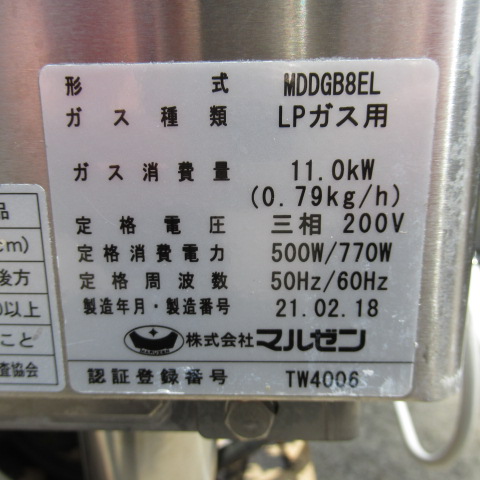 形 式 MDDGB8EL
ガス種類 LPガス用
ガス消費量 11.0kW
(0.79kg/h)
定格電圧 三相 200V
定格消費電力 500W/770W
定格周波数 50Hz/60Hz
製造年月・製造番号 21.02.18
株式会社マルゼン
認証登録番号 TW4006
品
cm)
後方
0以上
こと
査協会